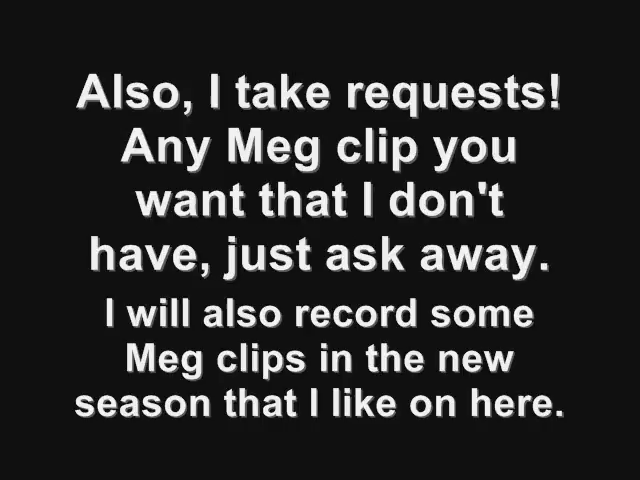 Also, I take requests!
Any Meg clip you
want that I don't
have, just ask away.
I will also record some
Meg clips in the new
season that I like on here.